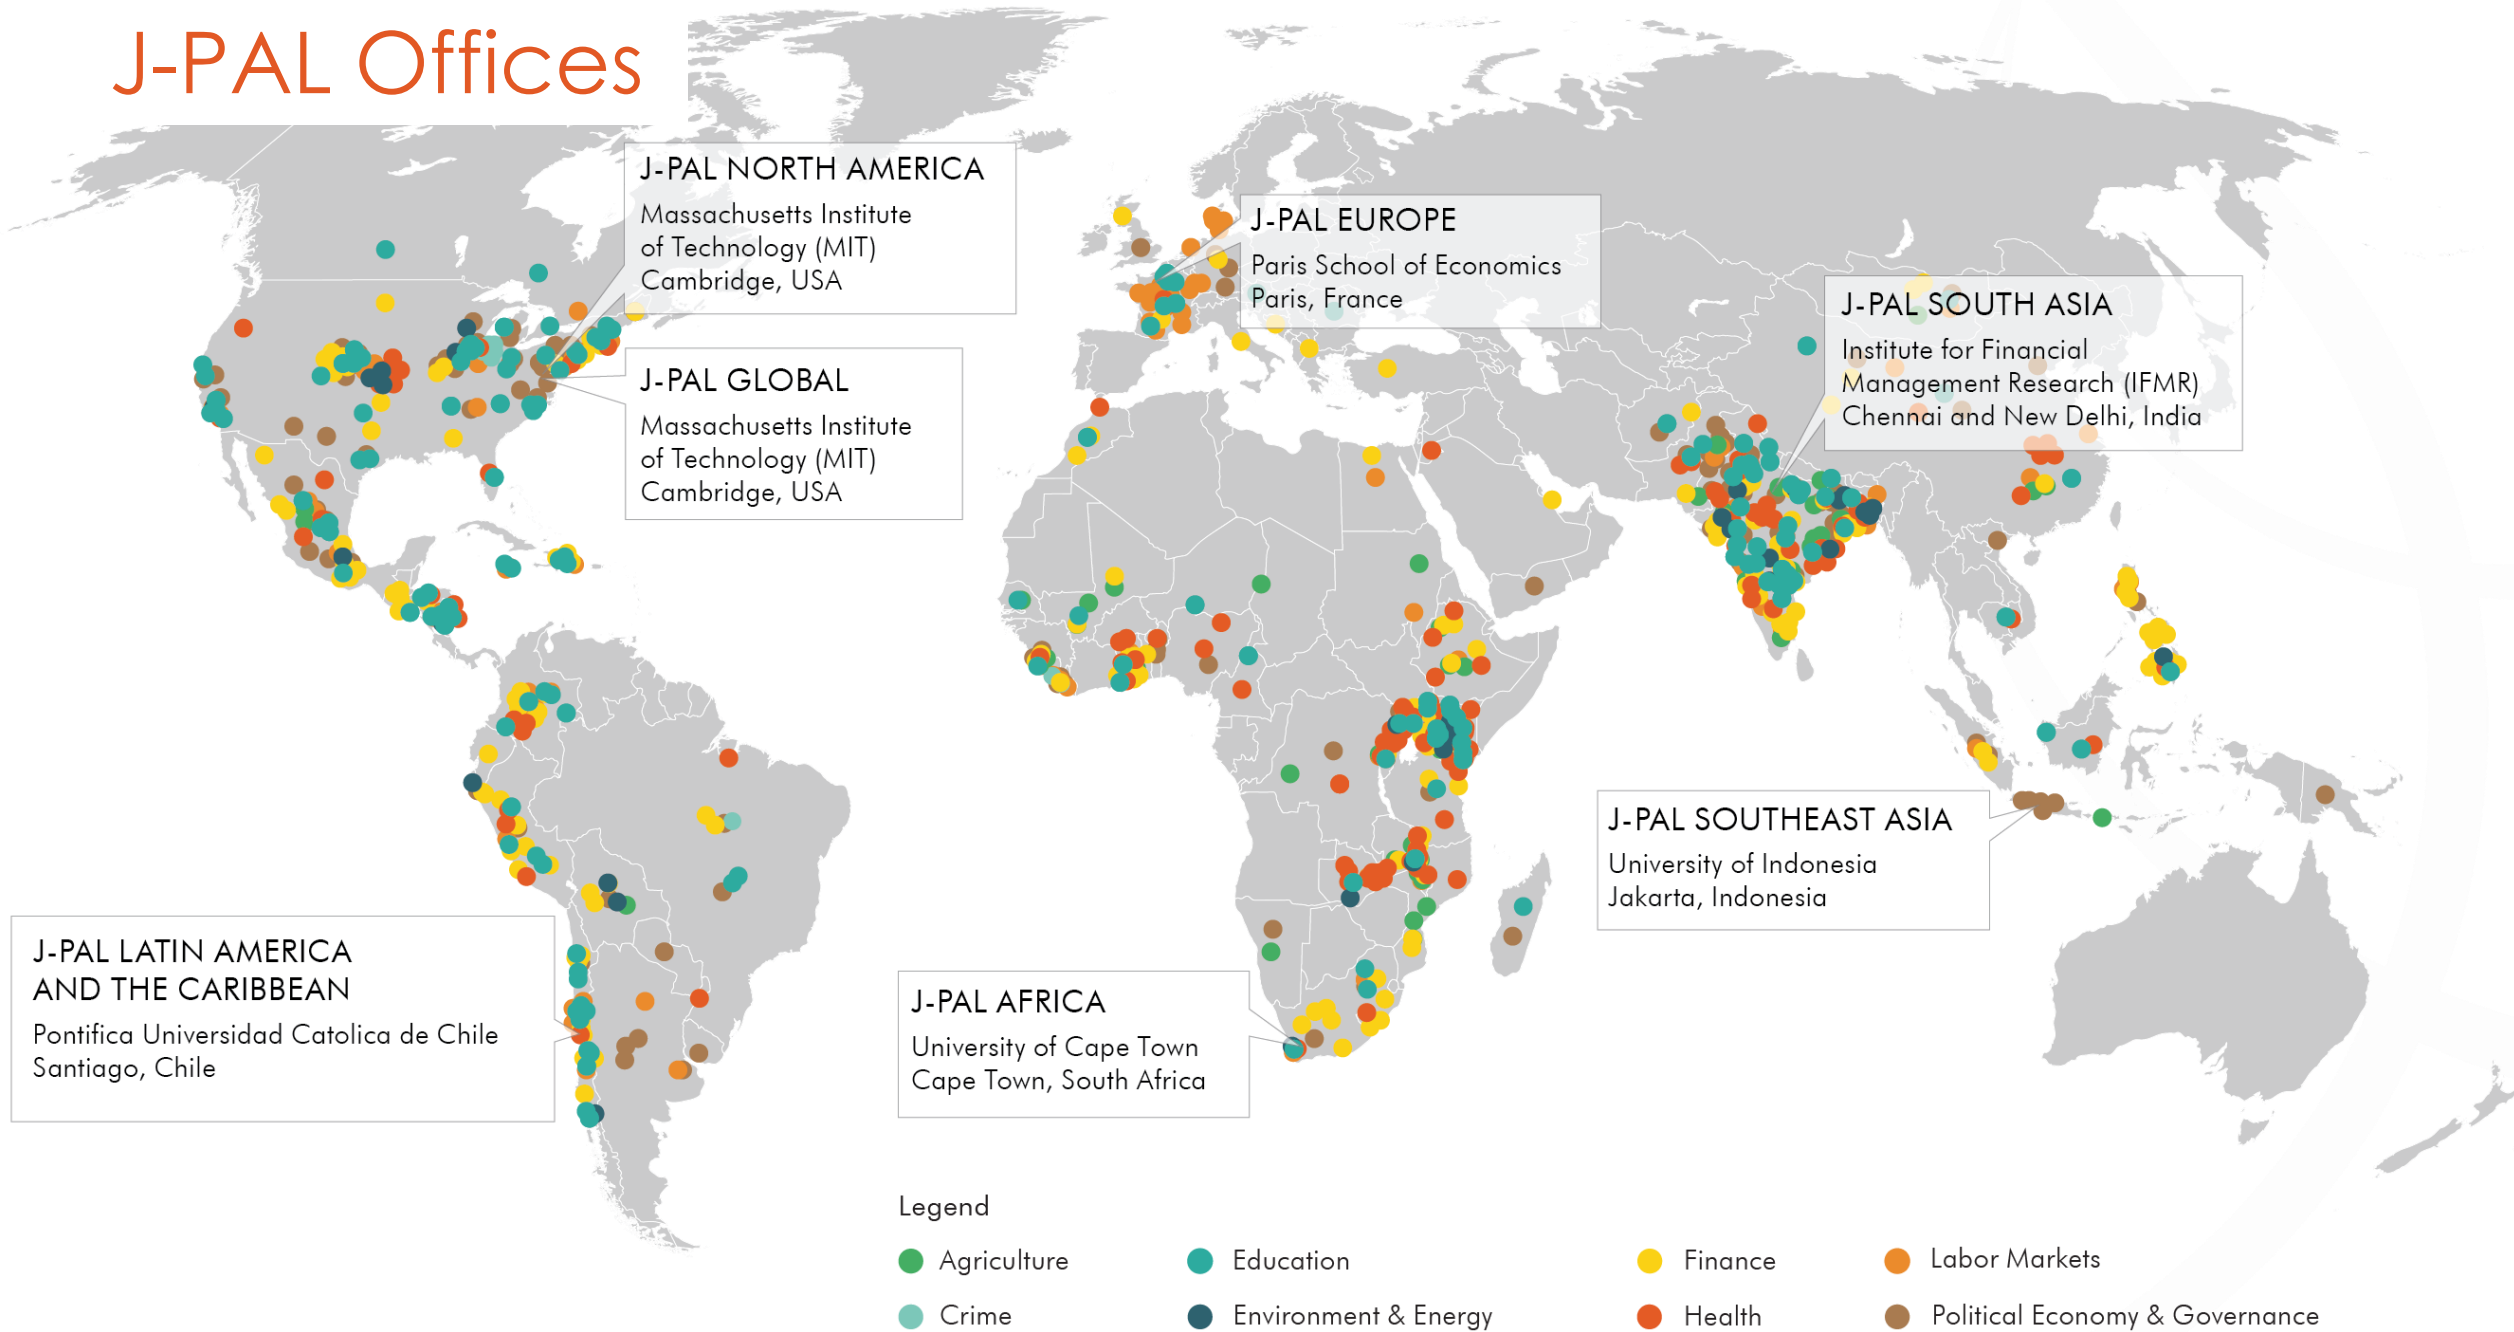 J-PAL Offices
J-PAL NORTH AMERICA
Massachusetts Institute
of Technology (MIT)
Cambridge, USA
J-PAL EUROPE
Paris School of Economics
Paris, France
J-PAL SOUTH ASIA
Institute for Financial
Management Research (IFMR)
Chennai and New Delhi, India
J-PAL GLOBAL
Massachusetts Institute
of Technology (MIT)
Cambridge, USA
J-PAL SOUTHEAST ASIA
University of Indonesia
Jakarta, Indonesia
J-PAL LATIN AMERICA
AND THE CARIBBEAN
Pontifica Universidad Catolica de Chile
Santiago, Chile
J-PAL AFRICA
University of Cape Town
Cape Town, South Africa
Legend
Agriculture
Education
Finance
Labor Markets
Crime
Environment & Energy
Health
Political Economy & Governance